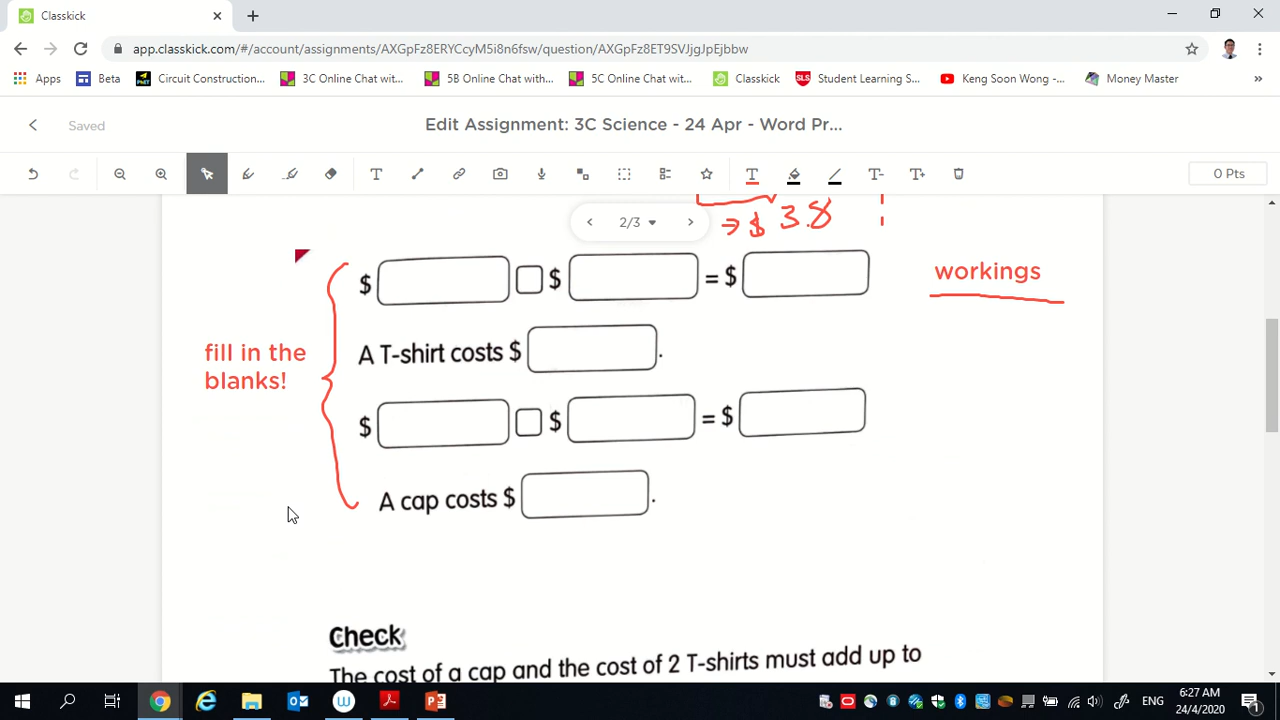 Classkick
app.classkick.com/#/account/assignments/AXGpFz8ERYCcyM5i8n6fsw/question/AXGpFz8ET9SVJjgJpEjbbw
Apps Beta Circuit Construction... 3C Online Chat wit... 5B Online Chat with... 5C Online Chat wit... Classkick SLS Student Learning S... Keng Soon Wong -... Money Master »
Saved Edit Assignment: 3C Science - 24 Apr - Word Pr...
T T T- T+ 0 Pts
→ $ 3.8
2/3
$ $ = $
workings
fill in the
blanks!
A T-shirt costs $ .
$ $ = $
A cap costs $ .
Check
The cost of a cap and the cost of 2 T-shirts must add up to
ENG
6:27 AM
24/4/2020